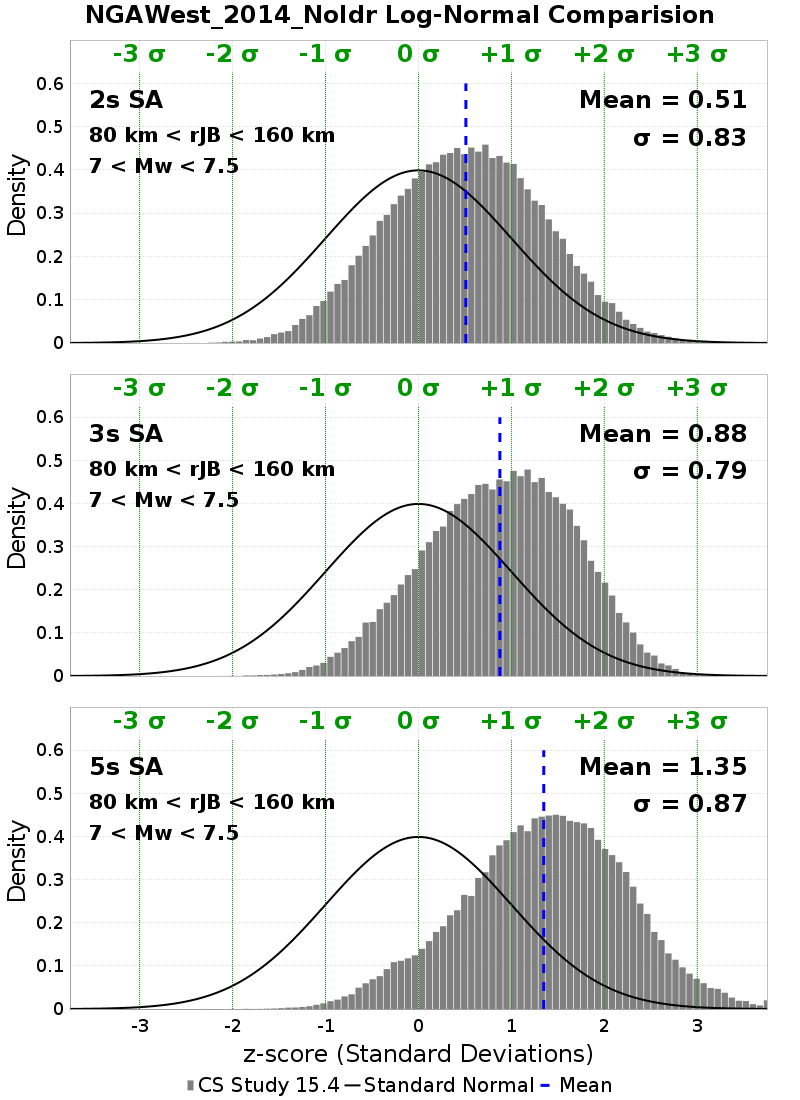 NGAWest_2014_NoIdr Log-Normal Comparision
-3 σ -2 σ -1 σ 0 σ +1 σ +2 σ +3 σ
0.6
2s SA Mean = 0.51
0.5
80 km < rJB < 160 km σ = 0.83
7 < Mw < 7.5
0.4
Density
0.3
0.2
0.1
0
-3 σ -2 σ -1 σ 0 σ +1 σ +2 σ +3 σ
0.6
3s SA Mean = 0.88
0.5
80 km < rJB < 160 km σ = 0.79
7 < Mw < 7.5
0.4
Density
0.3
0.2
0.1
0
-3 σ -2 σ -1 σ 0 σ +1 σ +2 σ +3 σ
0.6
5s SA Mean = 1.35
0.5
80 km < rJB < 160 km σ = 0.87
7 < Mw < 7.5
0.4
Density
0.3
0.2
0.1
0
-3 -2 -1 0 1 2 3
z-score (Standard Deviations)
CS Study 15.4 Standard Normal Mean